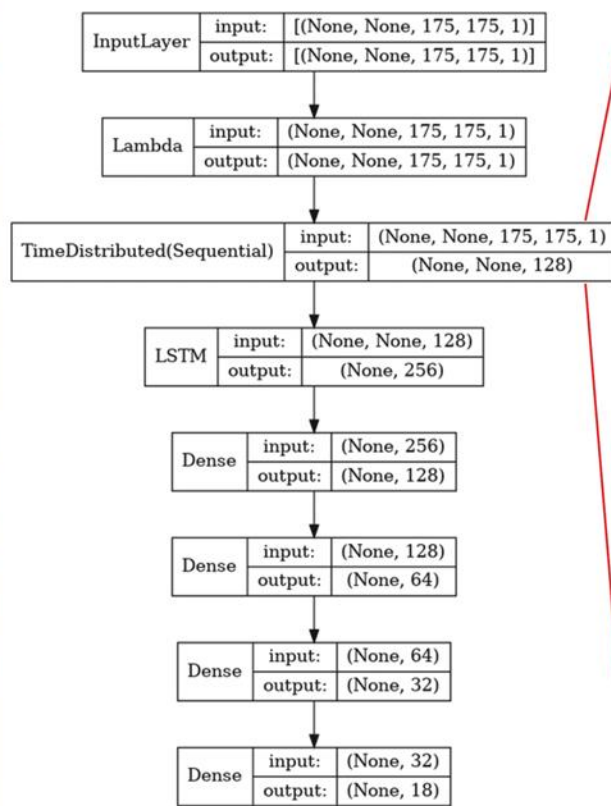 InputLayer input: [(None, None, 175, 175, 1)]
output: [(None, None, 175, 175, 1)]
Lambda input: (None, None, 175, 175, 1)
output: (None, None, 175, 175, 1)
TimeDistributed(Sequential) input: (None, None, 175, 175, 1)
output: (None, None, 128)
LSTM input: (None, None, 128)
output: (None, 256)
Dense input: (None, 256)
output: (None, 128)
Dense input: (None, 128)
output: (None, 64)
Dense input: (None, 64)
output: (None, 32)
Dense input: (None, 32)
output: (None, 18)